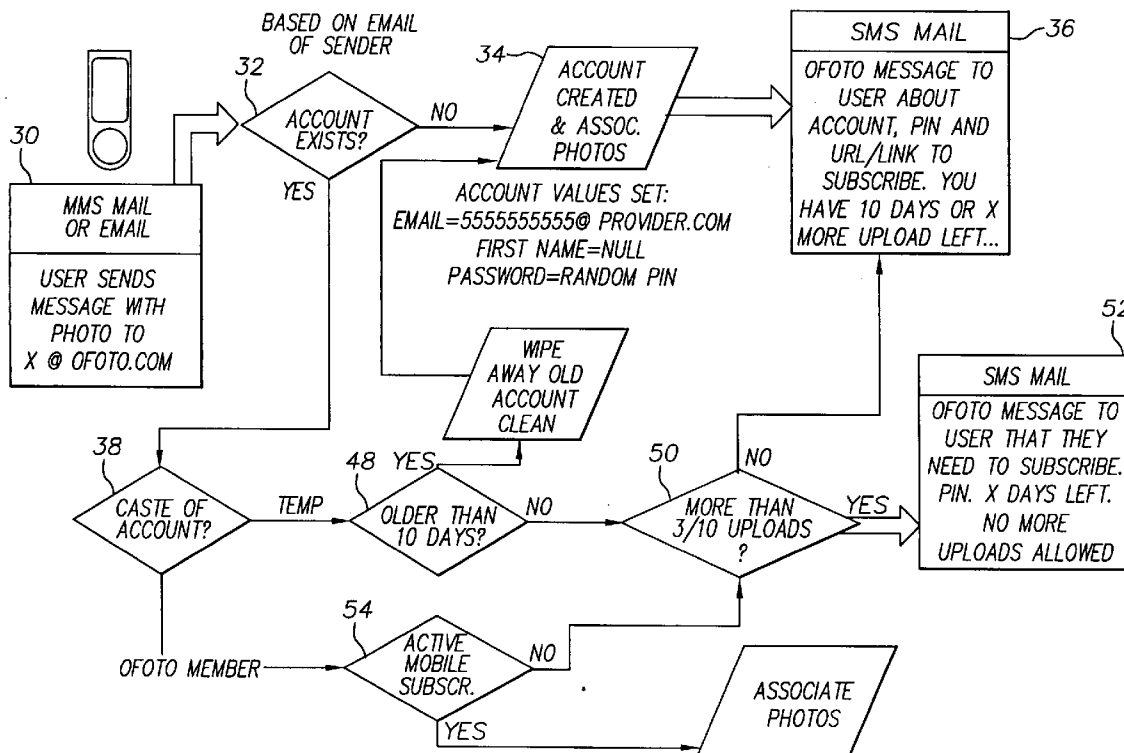 BASED ON EMAIL
OF SENDER
32
ACCOUNT
EXISTS?
NO
YES
34
ACCOUNT
CREATED
& ASSOC.
PHOTOS
36
SMS MAIL
OFOTO MESSAGE TO
USER ABOUT
ACCOUNT, PIN AND
URL/LINK TO
SUBSCRIBE. YOU
HAVE 10 DAYS OR X
MORE UPLOAD LEFT...
30
MMS MAIL
OR EMAIL
USER SENDS
MESSAGE WITH
PHOTO TO
X @ OFOTO.COM
ACCOUNT VALUES SET:
EMAIL=5555555555@ PROVIDER.COM
FIRST NAME=NULL
PASSWORD=RANDOM PIN
WIPE
AWAY OLD
ACCOUNT
CLEAN
52
SMS MAIL
OFOTO MESSAGE TO
USER THAT THEY
NEED TO SUBSCRIBE.
PIN. X DAYS LEFT.
NO MORE
UPLOADS ALLOWED
38
CASTE OF
ACCOUNT?
TEMP
48
YES
OLDER THAN
10 DAYS?
NO
50
NO
MORE THAN
3/10 UPLOADS
?
YES
OFOTO MEMBER
54
ACTIVE
MOBILE
SUBSCR.
NO
YES
ASSOCIATE
PHOTOS